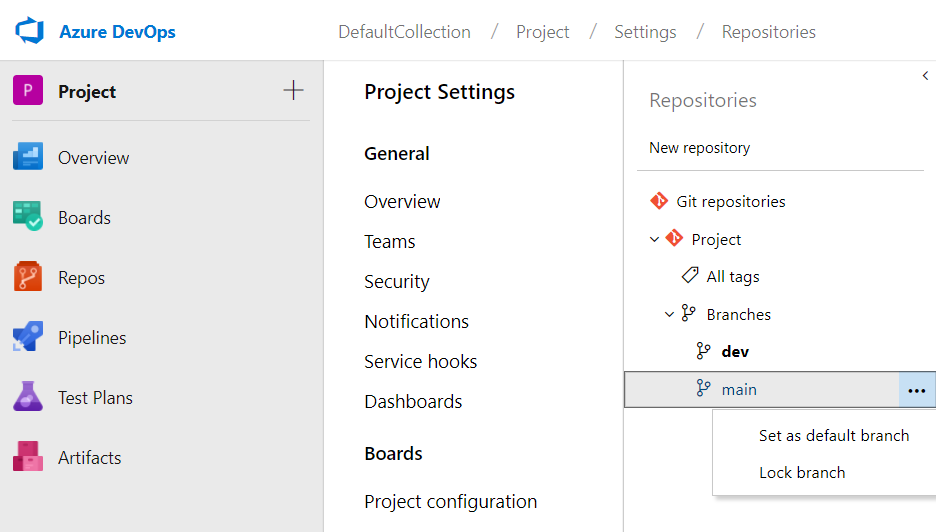 Azure DevOps
DefaultCollection / Project / Settings / Repositories
P Project
Overview
Boards
Repos
Pipelines
Test Plans
Artifacts
Project Settings
General
Overview
Teams
Security
Notifications
Service hooks
Dashboards
Boards
Project configuration
Repositories
New repository
Git repositories
Project
All tags
Branches
dev
main
Set as default branch
Lock branch